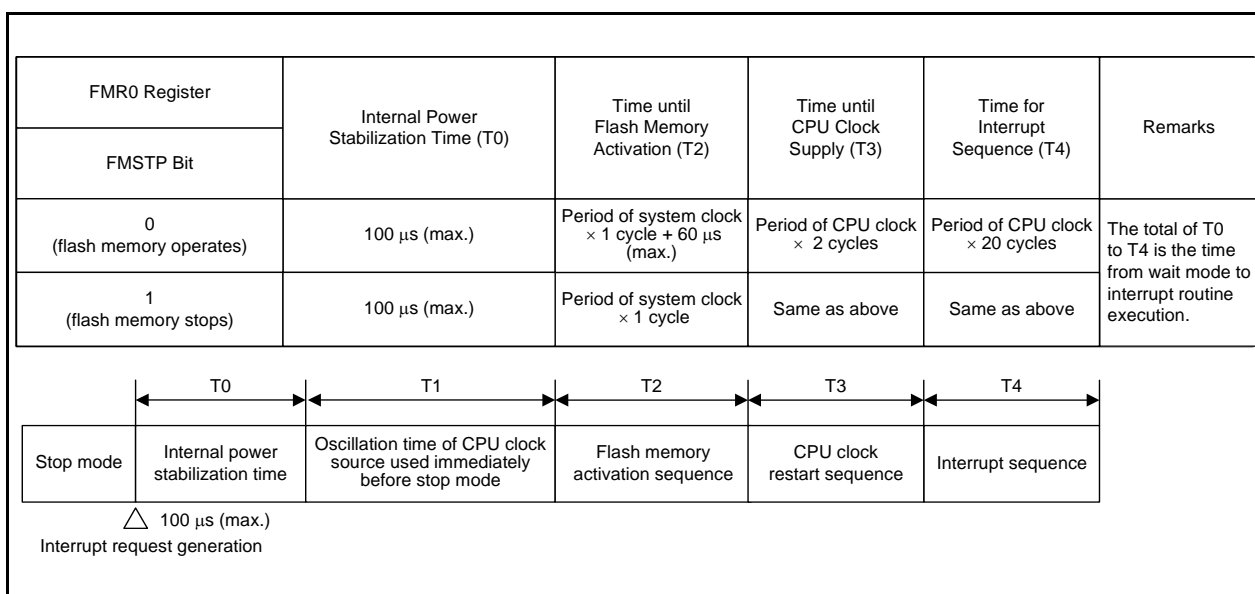 FMR0 Register
FMSTP Bit
Internal Power
Stabilization Time (T0)
Time until
Flash Memory
Activation (T2)
Time until
CPU Clock
Supply (T3)
Time for
Interrupt
Sequence (T4)
Remarks
0
(flash memory operates)
100 μs (max.)
Period of system clock
× 1 cycle + 60 μs
(max.)
Period of CPU clock
× 2 cycles
Period of CPU clock
× 20 cycles
The total of T0
to T4 is the time
from wait mode to
interrupt routine
execution.
1
(flash memory stops)
100 μs (max.)
Period of system clock
× 1 cycle
Same as above
Same as above
T0
T1
T2
T3
T4
Stop mode
Internal power
stabilization time
Oscillation time of CPU clock
source used immediately
before stop mode
Flash memory
activation sequence
CPU clock
restart sequence
Interrupt sequence
100 μs (max.)
Interrupt request generation